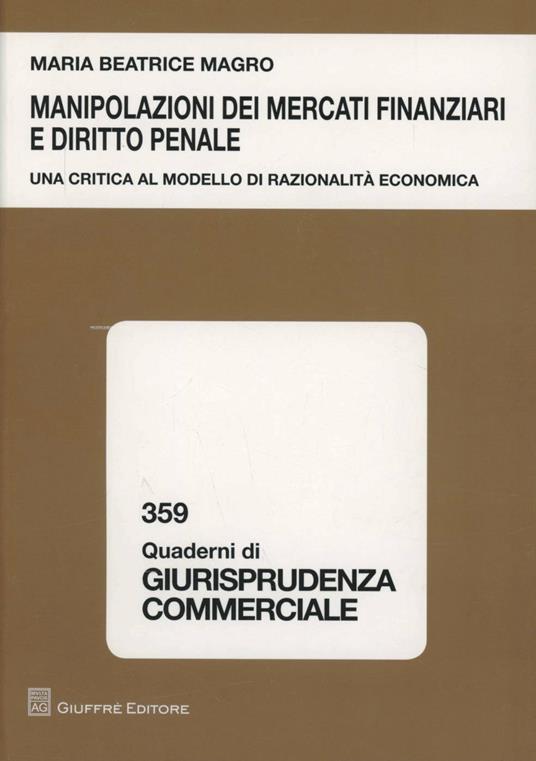 MARIA BEATRICE MAGRO
MANIPOLAZIONI DEI MERCATI FINANZIARI
E DIRITTO PENALE
UNA CRITICA AL MODELLO DI RAZIONALITÀ ECONOMICA
359
Quaderni di
GIURISPRUDENZA
COMMERCIALE
AG
GIUFFRÈ EDITORE